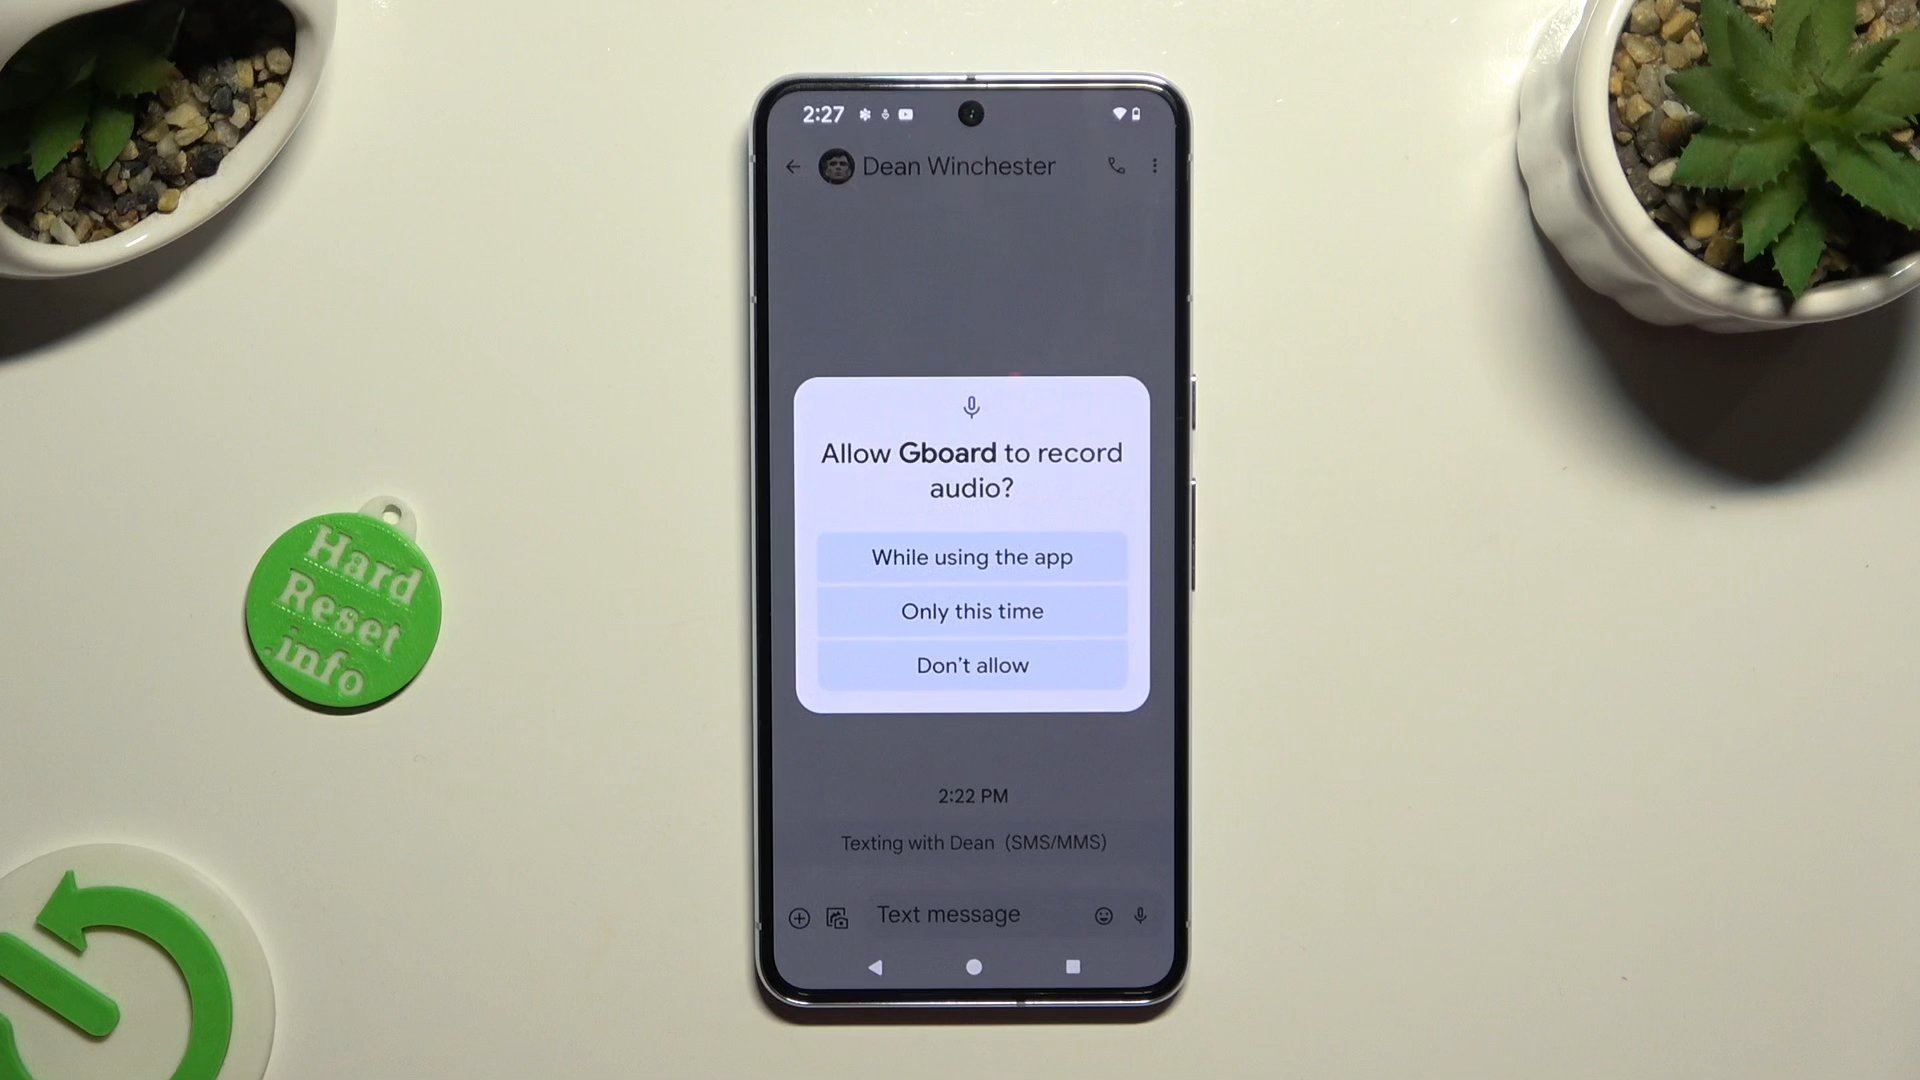 2:27
Dean Winchester
Allow Gboard to record
audio?
While using the app
Only this time
Don't allow
2:22 PM
Texting with Dean (SMS/MMS)
Text message
Hard
Reset
.info